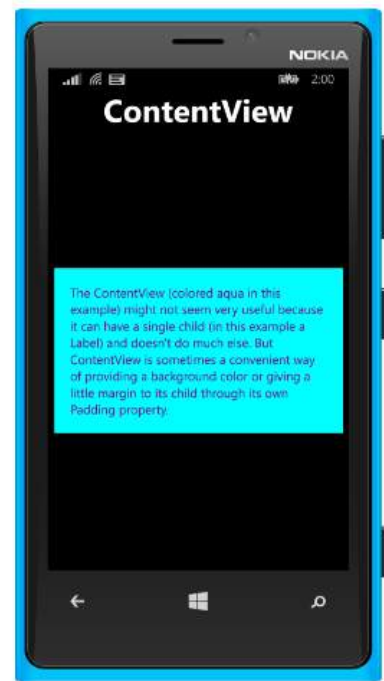 NOKIA
2:00
ContentView
The ContentView (colored aqua in this
example) might not seem very useful because
it can have a single child (in this example a
Label) and doesn't do much else. But
ContentView is sometimes a convenient way
of providing a background color or giving a
little margin to its child through its own
Padding property.